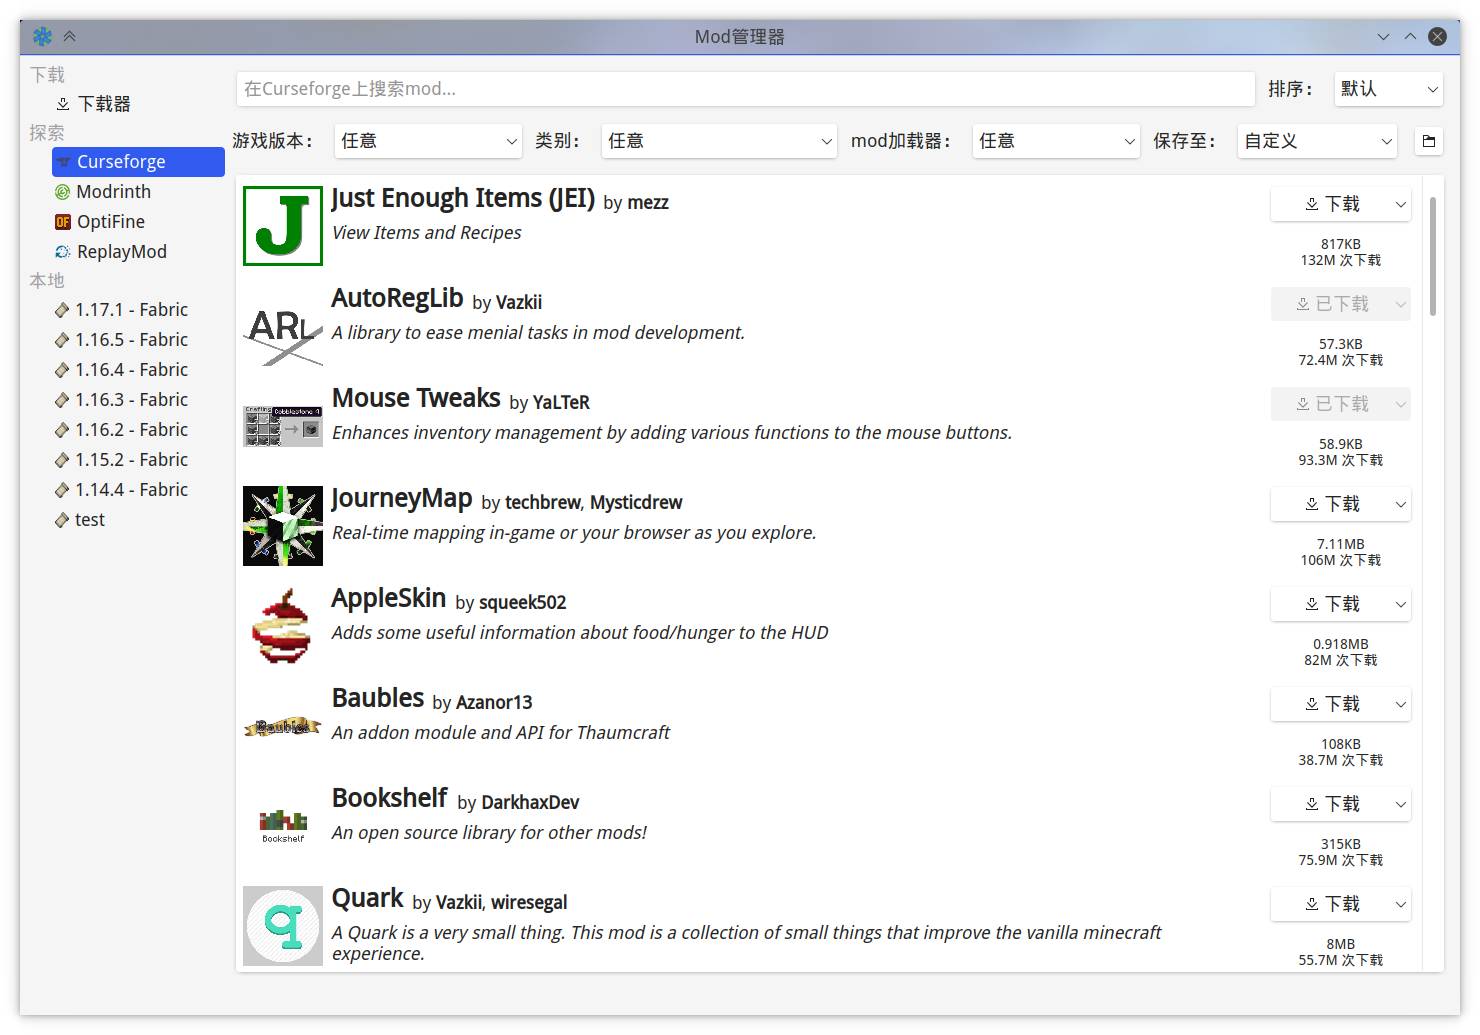 Mod管理器
下载
下载器
探索
Curseforge
Modrinth
OptiFine
ReplayMod
本地
1.17.1 - Fabric
1.16.5 - Fabric
1.16.4 - Fabric
1.16.3 - Fabric
1.16.2 - Fabric
1.15.2 - Fabric
1.14.4 - Fabric
test
在Curseforge上搜索mod...
排序： 默认
游戏版本： 任意 类别： 任意 mod加载器： 任意 保存至： 自定义
J
Just Enough Items (JEI) by mezz
View Items and Recipes
下载
817KB
132M 次下载
ARL
AutoRegLib by Vazkii
A library to ease menial tasks in mod development.
已下载
57.3KB
72.4M 次下载
Crafting
Cobblestone 4
Mouse Tweaks by YaLTeR
Enhances inventory management by adding various functions to the mouse buttons.
已下载
58.9KB
93.3M 次下载
JourneyMap by techbrew, Mysticdrew
Real-time mapping in-game or your browser as you explore.
下载
7.11MB
106M 次下载
AppleSkin by squeek502
Adds some useful information about food/hunger to the HUD
下载
0.918MB
82M 次下载
Baubles
Baubles by Azanor13
An addon module and API for Thaumcraft
下载
108KB
38.7M 次下载
Bookshelf
Bookshelf by DarkhaxDev
An open source library for other mods!
下载
315KB
75.9M 次下载
q
Quark by Vazkii, wiresegal
A Quark is a very small thing. This mod is a collection of small things that improve the vanilla minecraft
experience.
下载
8MB
55.7M 次下载
OF